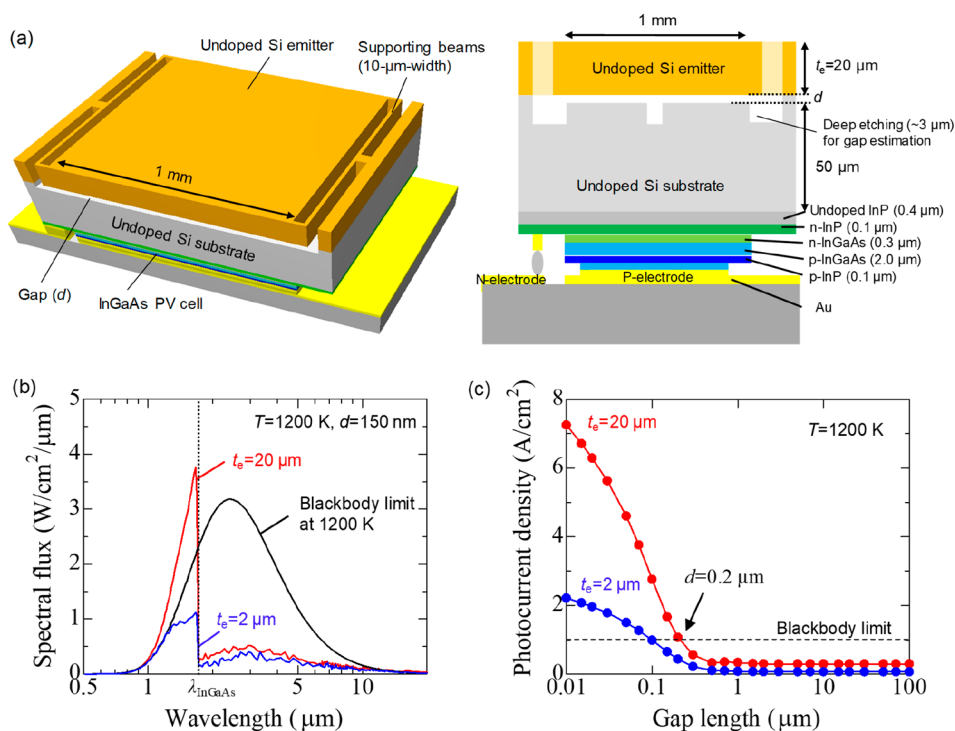 (a)
Undoped Si emitter
Supporting beams
(10-μm-width)
1 mm
Undoped Si substrate
Gap (d)
InGaAs PV cell
1 mm
Undoped Si emitter
te=20 μm
d
Deep etching (~3 μm)
for gap estimation
50 μm
Undoped Si substrate
Undoped InP (0.4 μm)
n-InP (0.1 μm)
n-InGaAs (0.3 μm)
p-InGaAs (2.0 μm)
p-InP (0.1 μm)
N-electrode
P-electrode
Au
(b)
Spectral flux (W/cm²/μm)
5
4
3
2
1
0
T=1200 K, d=150 nm
te=20 μm
Blackbody limit
at 1200 K
te=2 μm
0.5
1
λInGaAs
5
10
Wavelength (μm)
(c)
Photocurrent density (A/cm²)
8
6
4
2
0
te=20 μm
T=1200 K
d=0.2 μm
te=2 μm
Blackbody limit
0.01
0.1
1
10
100
Gap length (μm)